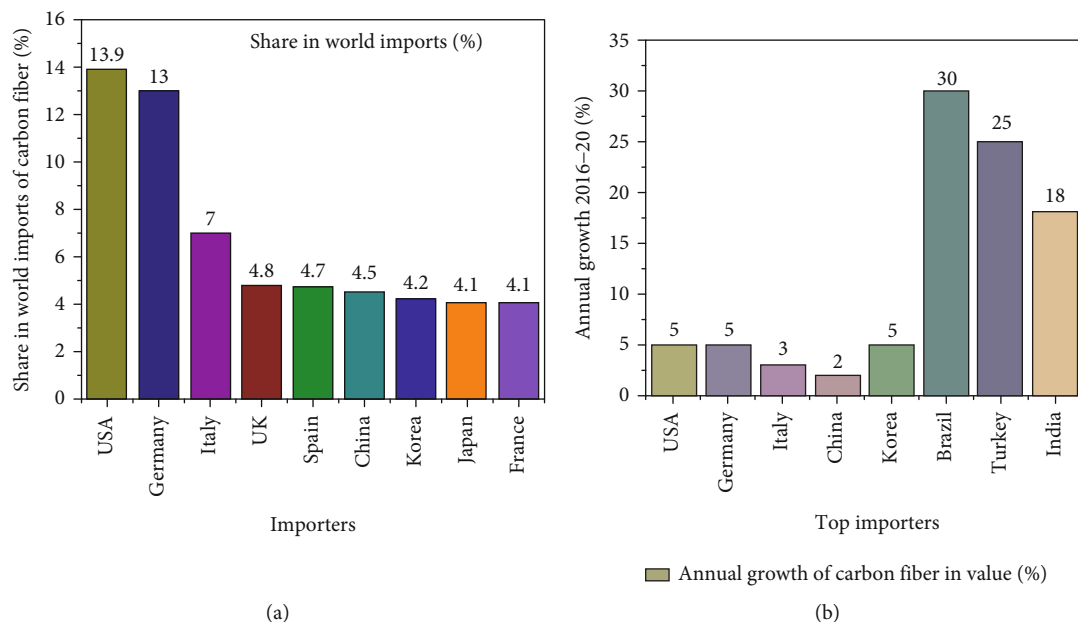 Share in world imports (%)
Share in world imports of carbon fiber (%)
16
14
12
10
8
6
4
2
0
13.9
13
7
4.8
4.7
4.5
4.2
4.1
4.1
USA
Germany
Italy
UK
Spain
China
Korea
Japan
France
Importers
(a)
Annual growth 2016–20 (%)
35
30
25
20
15
10
5
0
5
5
3
2
5
30
25
18
USA
Germany
Italy
China
Korea
Brazil
Turkey
India
Top importers
Annual growth of carbon fiber in value (%)
(b)